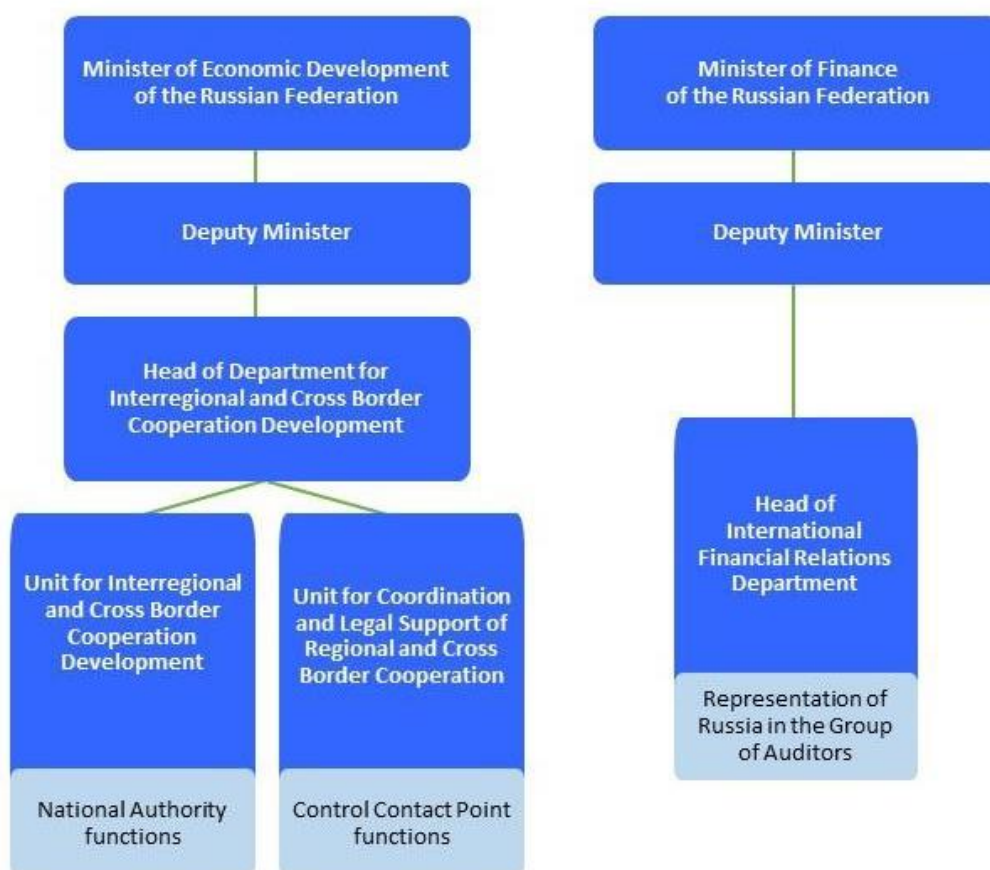 Minister of Economic Development
of the Russian Federation
Deputy Minister
Head of Department for
Interregional and Cross Border
Cooperation Development
Unit for Interregional
and Cross Border
Cooperation
Development
National Authority
functions
Unit for Coordination
and Legal Support of
Regional and Cross
Border Cooperation
Control Contact Point
functions
Minister of Finance
of the Russian Federation
Deputy Minister
Head of
International
Financial Relations
Department
Representation of
Russia in the Group
of Auditors